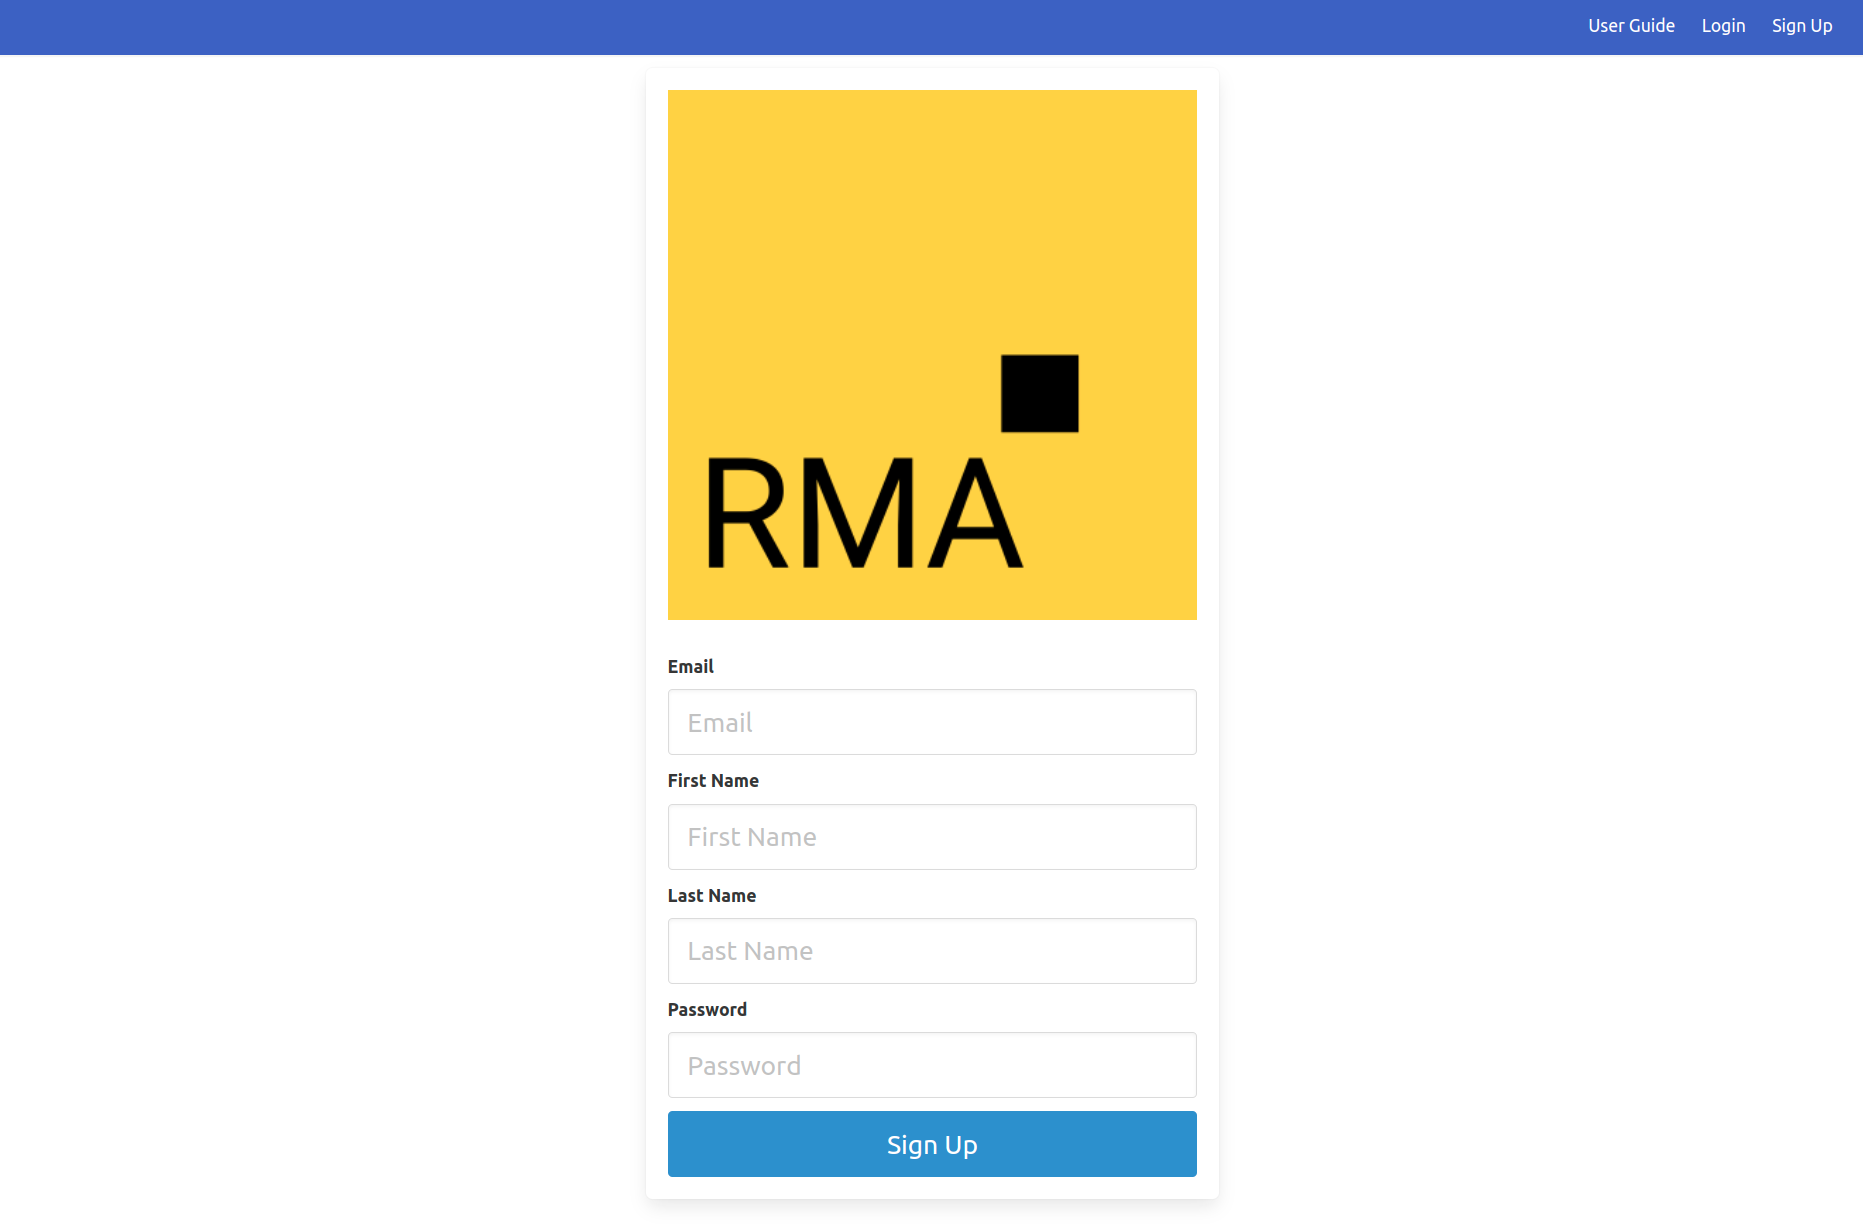 User Guide Login Sign Up
RMA
Email
Email
First Name
First Name
Last Name
Last Name
Password
Password
Sign Up